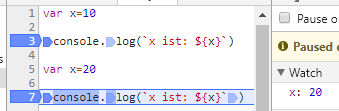 1 var x=10
2
3 console.log(`x ist: ${x}`)
4
5 var x=20
6
7 console.log(`x ist: ${x}`)
Pause o
Paused o
Watch
x: 20